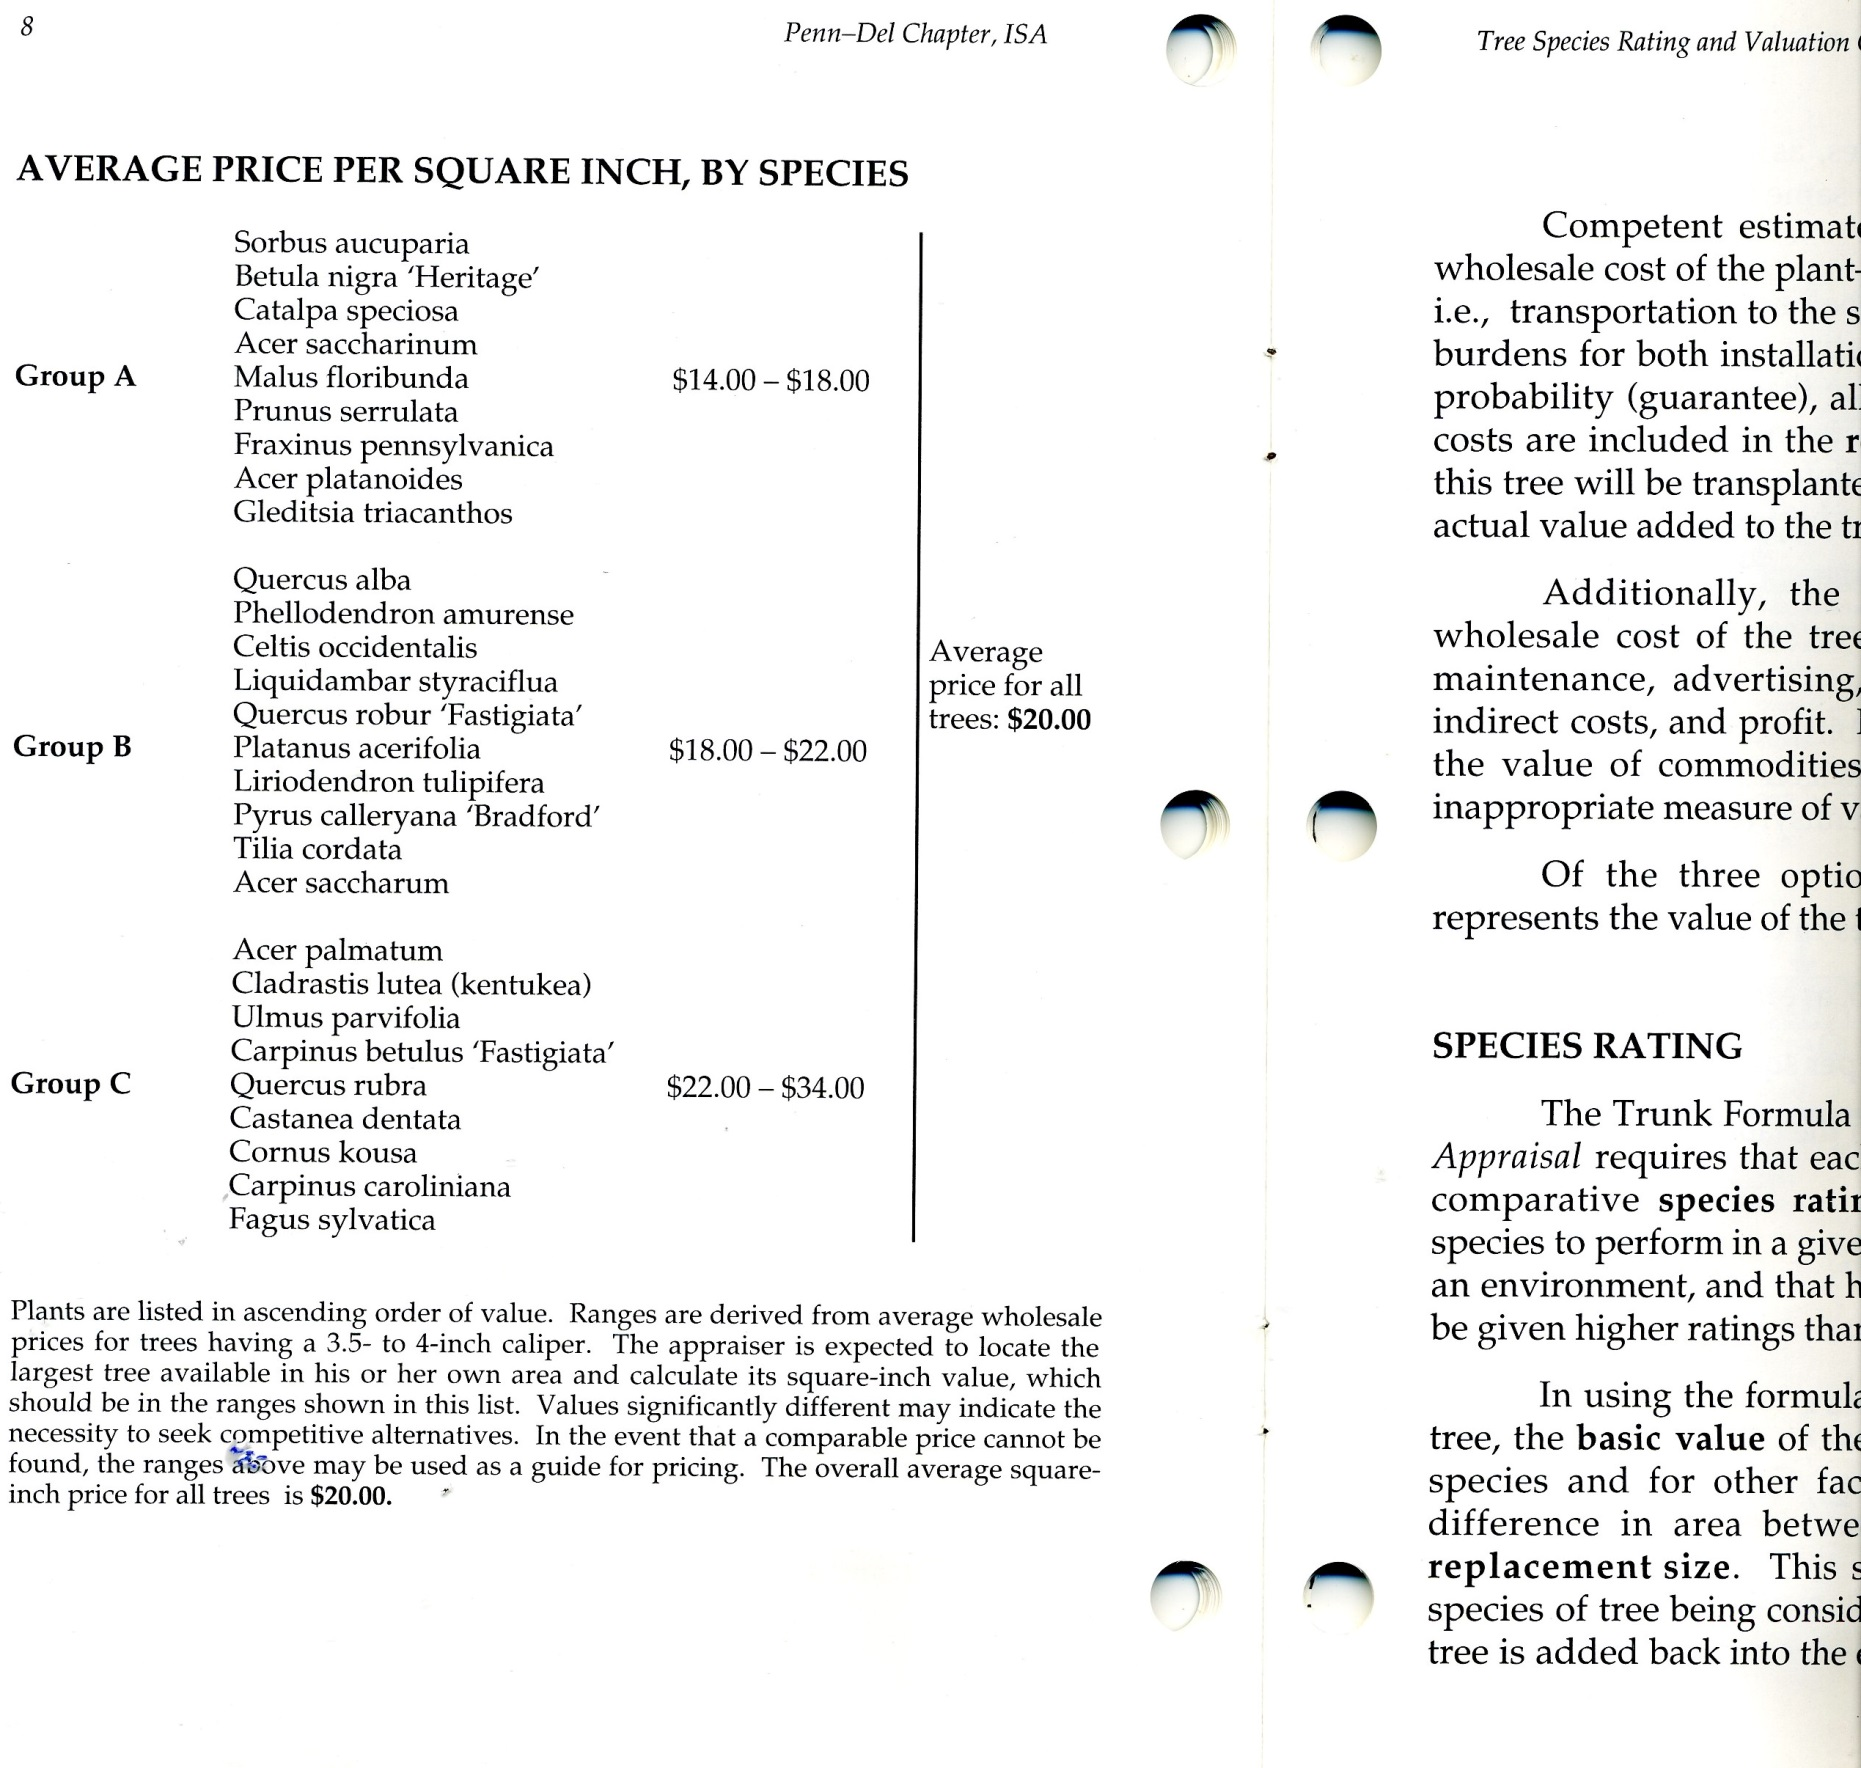 8
Penn–Del Chapter, ISA
AVERAGE PRICE PER SQUARE INCH, BY SPECIES
Sorbus aucuparia
Betula nigra ‘Heritage’
Catalpa speciosa
Acer saccharinum
Group A Malus floribunda $14.00 – $18.00
Prunus serrulata
Fraxinus pennsylvanica
Acer platanoides
Gleditsia triacanthos
Quercus alba
Phellodendron amurense
Celtis occidentalis
Liquidambar styraciflua
Quercus robur ‘Fastigiata’
Group B Platanus acerifolia $18.00 – $22.00
Liriodendron tulipifera
Pyrus calleryana ‘Bradford’
Tilia cordata
Acer saccharum
Acer palmatum
Cladrastis lutea (kentukea)
Ulmus parvifolia
Carpinus betulus ‘Fastigiata’
Group C Quercus rubra $22.00 – $34.00
Castanea dentata
Cornus kousa
Carpinus caroliniana
Fagus sylvatica
Average
price for all
trees: $20.00
Plants are listed in ascending order of value. Ranges are derived from average wholesale
prices for trees having a 3.5- to 4-inch caliper. The appraiser is expected to locate the
largest tree available in his or her own area and calculate its square-inch value, which
should be in the ranges shown in this list. Values significantly different may indicate the
necessity to seek competitive alternatives. In the event that a comparable price cannot be
found, the ranges above may be used as a guide for pricing. The overall average square-
inch price for all trees is $20.00.
Tree Species Rating and Valuation
Competent
wholesale cost of the plant-
i.e., transportation to the
burdens for both
probability (guarantee),
costs are included in the
this tree will be
actual value added to the
Additionally, the
wholesale cost of the
maintenance, advertising,
indirect costs, and profit.
the value of commodities
inappropriate measure of
Of the three
represents the value of the
SPECIES RATING
The Trunk Formula
Appraisal requires that
comparative species
species to perform in a
an environment, and that
be given higher ratings
In using the
tree, the basic value of
species and for other
difference in area
replacement size. This
species of tree being
tree is added back into the